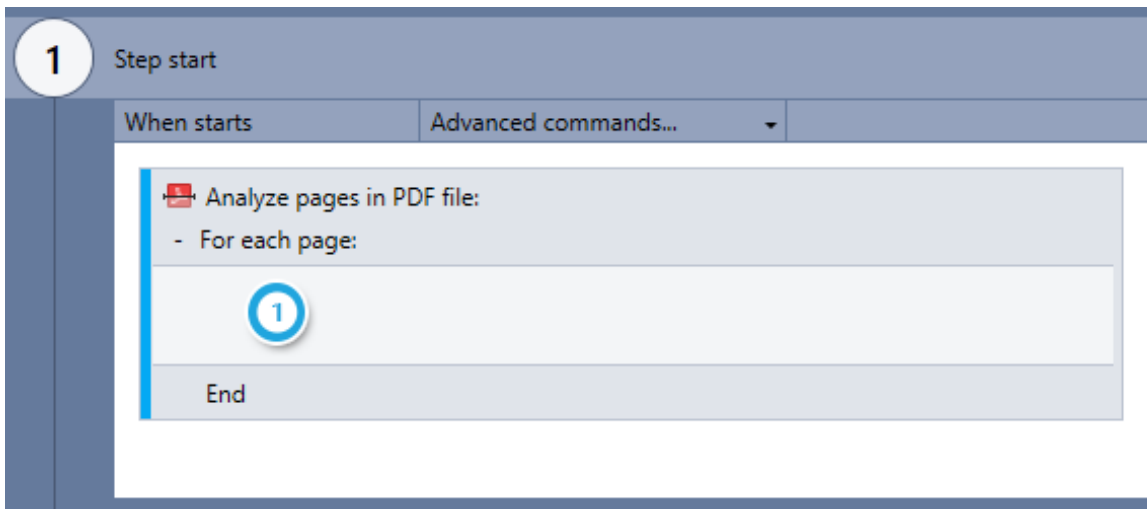 1
Step start
When starts
Advanced commands...
Analyze pages in PDF file:
- For each page:
1
End